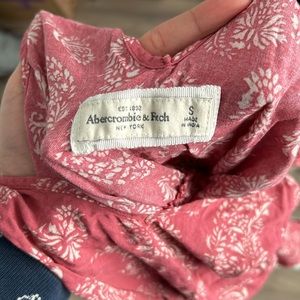 EST 1892
Abercrombie & Fitch
NEW YORK
S
MADE
IN INDIA